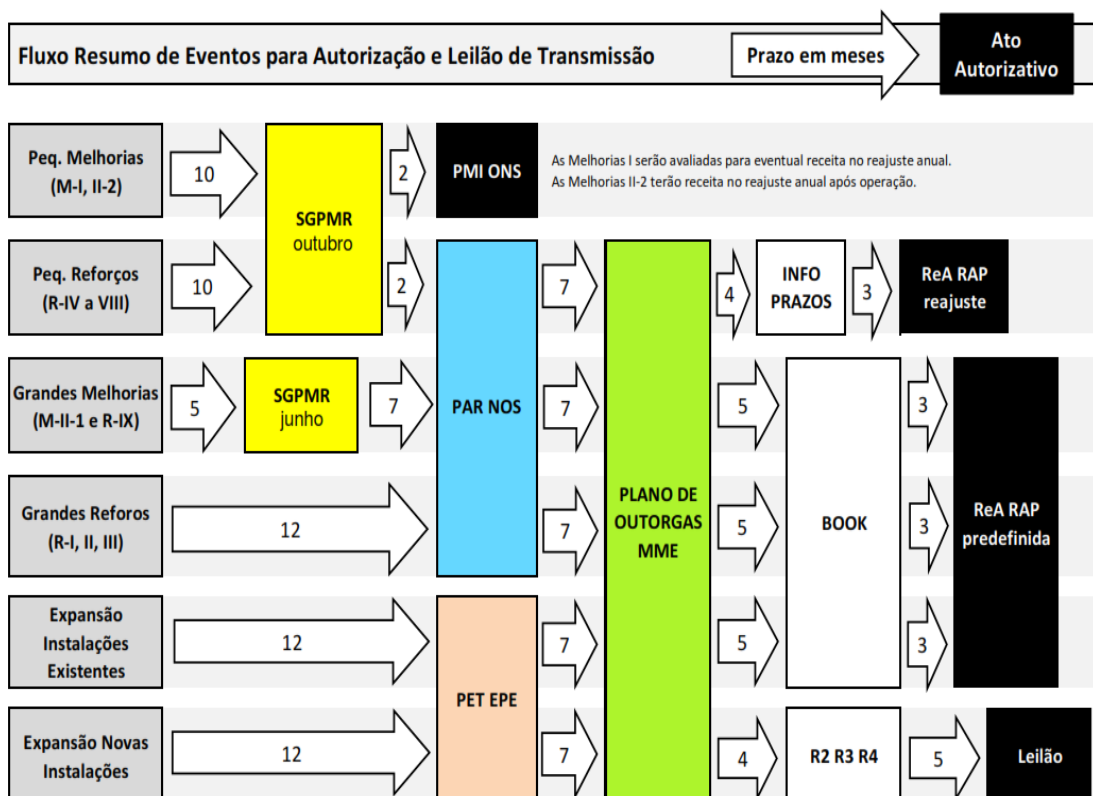 Fluxo Resumo de Eventos para Autorização e Leilão de Transmissão
Prazo em meses
Ato
Autorizativo
Peq. Melhorias
(M-I, II-2)
10
SGPMR
outubro
2
PMI ONS
As Melhorias I serão avaliadas para eventual receita no reajuste anual.
As Melhorias II-2 terão receita no reajuste anual após operação.
Peq. Reforços
(R-IV a VIII)
10
2
PAR NOS
7
PLANO DE
OUTORGAS
MME
4
INFO
PRAZOS
3
ReA RAP
reajuste
Grandes Melhorias
(M-II-1 e R-IX)
5
SGPMR
junho
7
7
5
BOOK
3
ReA RAP
predefinida
Grandes Reforos
(R-I, II, III)
12
7
5
3
Expansão
Instalações
Existentes
12
PET EPE
7
5
3
Expansão Novas
Instalações
12
7
4
R2 R3 R4
5
Leilão